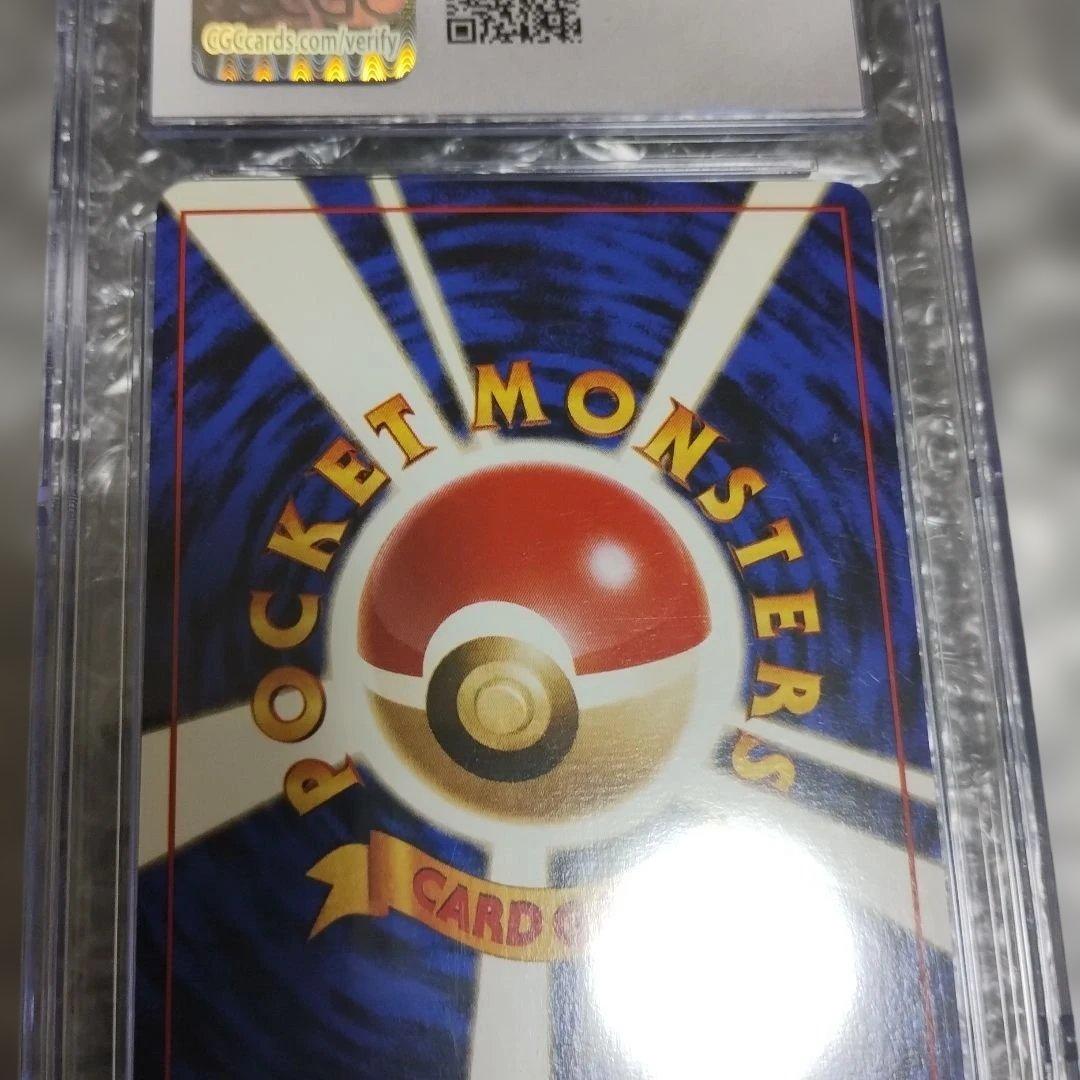 CGCcards.com/verify
POCKET MONSTERS
CARD G